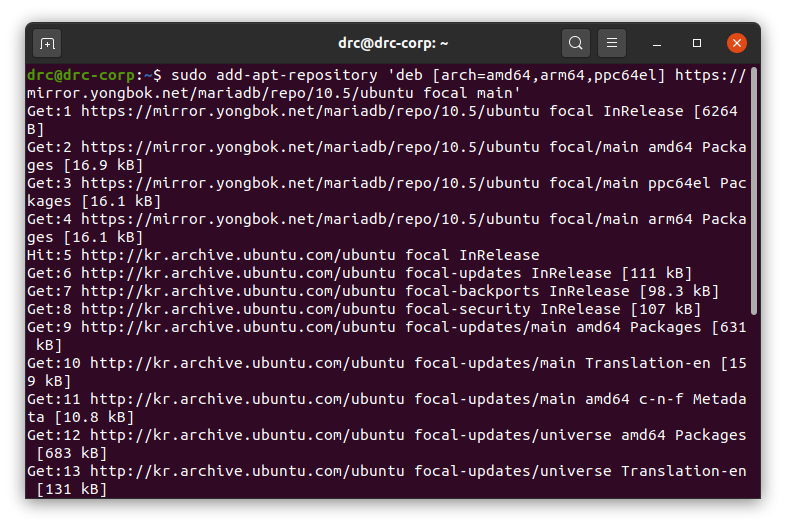 drc@drc-corp: ~
drc@drc-corp:~$ sudo add-apt-repository 'deb [arch=amd64,arm64,ppc64el] https://
mirror.yongbok.net/mariadb/repo/10.5/ubuntu focal main'
Get:1 https://mirror.yongbok.net/mariadb/repo/10.5/ubuntu focal InRelease [6264
B]
Get:2 https://mirror.yongbok.net/mariadb/repo/10.5/ubuntu focal/main amd64 Packa
ges [16.9 kB]
Get:3 https://mirror.yongbok.net/mariadb/repo/10.5/ubuntu focal/main ppc64el Pac
kages [16.1 kB]
Get:4 https://mirror.yongbok.net/mariadb/repo/10.5/ubuntu focal/main arm64 Packa
ges [16.1 kB]
Hit:5 http://kr.archive.ubuntu.com/ubuntu focal InRelease
Get:6 http://kr.archive.ubuntu.com/ubuntu focal-updates InRelease [111 kB]
Get:7 http://kr.archive.ubuntu.com/ubuntu focal-backports InRelease [98.3 kB]
Get:8 http://kr.archive.ubuntu.com/ubuntu focal-security InRelease [107 kB]
Get:9 http://kr.archive.ubuntu.com/ubuntu focal-updates/main amd64 Packages [631
 kB]
Get:10 http://kr.archive.ubuntu.com/ubuntu focal-updates/main Translation-en [15
9 kB]
Get:11 http://kr.archive.ubuntu.com/ubuntu focal-updates/main amd64 c-n-f Metada
ta [10.8 kB]
Get:12 http://kr.archive.ubuntu.com/ubuntu focal-updates/universe amd64 Packages
 [683 kB]
Get:13 http://kr.archive.ubuntu.com/ubuntu focal-updates/universe Translation-en
 [131 kB]